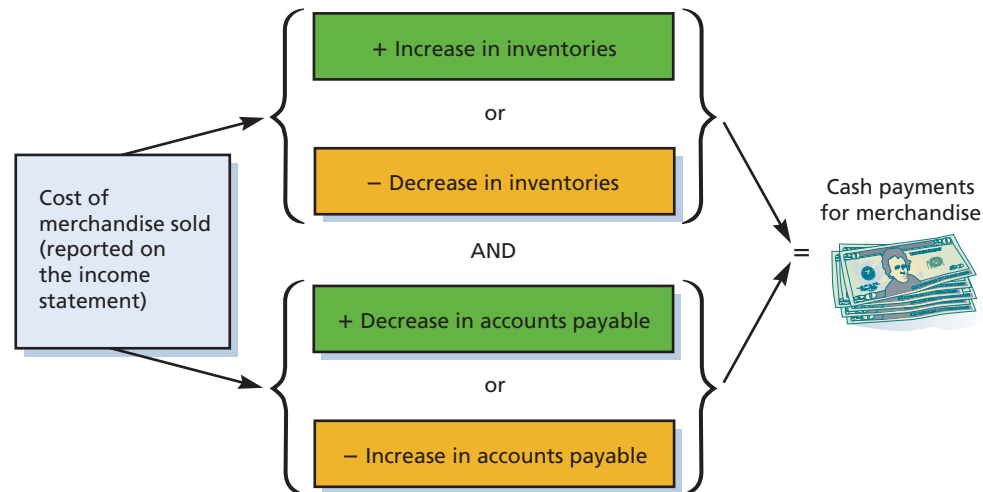 + Increase in inventories
or
− Decrease in inventories
Cost of
merchandise sold
(reported on
the income
statement)
AND
+ Decrease in accounts payable
or
− Increase in accounts payable
=
Cash payments
for merchandise